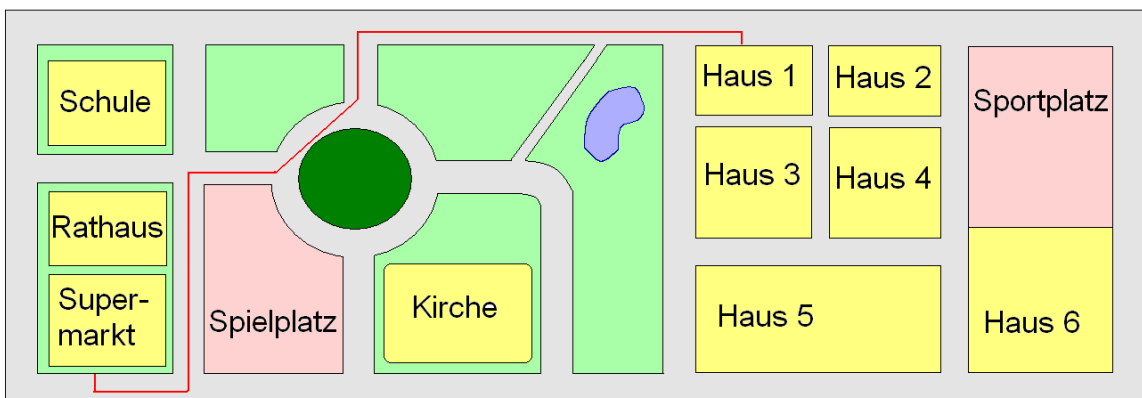 Schule
Rathaus
Super-
markt
Spielplatz
Kirche
Haus 1
Haus 2
Haus 3
Haus 4
Haus 5
Sportplatz
Haus 6